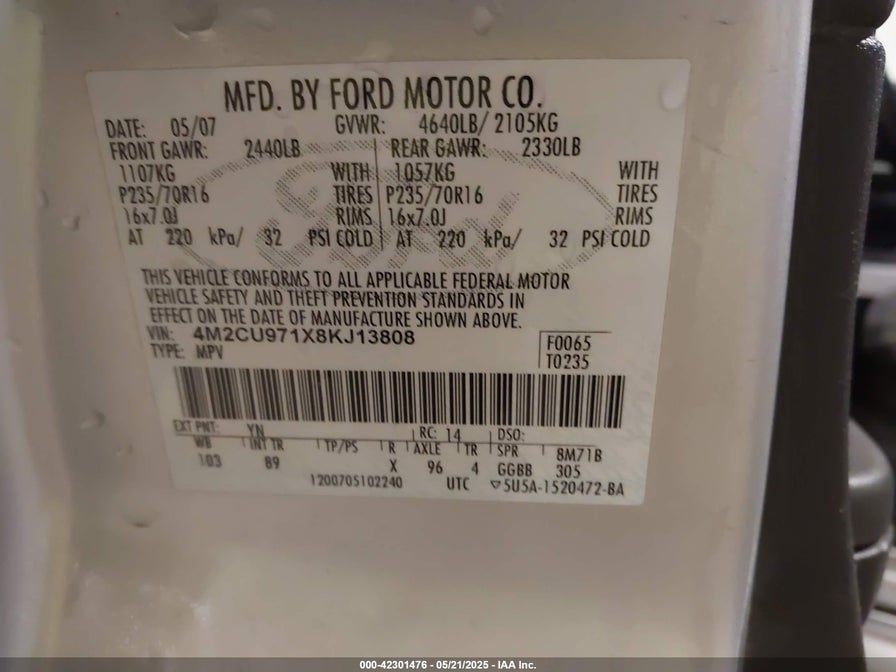 MFD. BY FORD MOTOR CO.
DATE: 05/07 GVWR: 4640LB/ 2105KG
FRONT GAWR: 2440LB REAR GAWR: 2330LB
1107KG WITH 1057KG WITH
P235/70R16 TIRES P235/70R16 TIRES
16x7.0J RIMS 16x7.0J RIMS
AT 220 kPa/ 32 PSI COLD AT 220 kPa/ 32 PSI COLD
THIS VEHICLE CONFORMS TO ALL APPLICABLE FEDERAL MOTOR
VEHICLE SAFETY AND THEFT PREVENTION STANDARDS IN
EFFECT ON THE DATE OF MANUFACTURE SHOWN ABOVE.
VIN: 4M2CU971X8KJ13808
TYPE: MPV
F0065
T0235
EXT PNT: YN RC: 14 DSO:
WB INT TR TP/PS R AXLE TR SPR 8M71B
103 89 X 96 4 GGBB 305
1200705102240 UTC 5U5A-1520472-BA
000-42301476 - 05/21/2025 - IAA Inc.